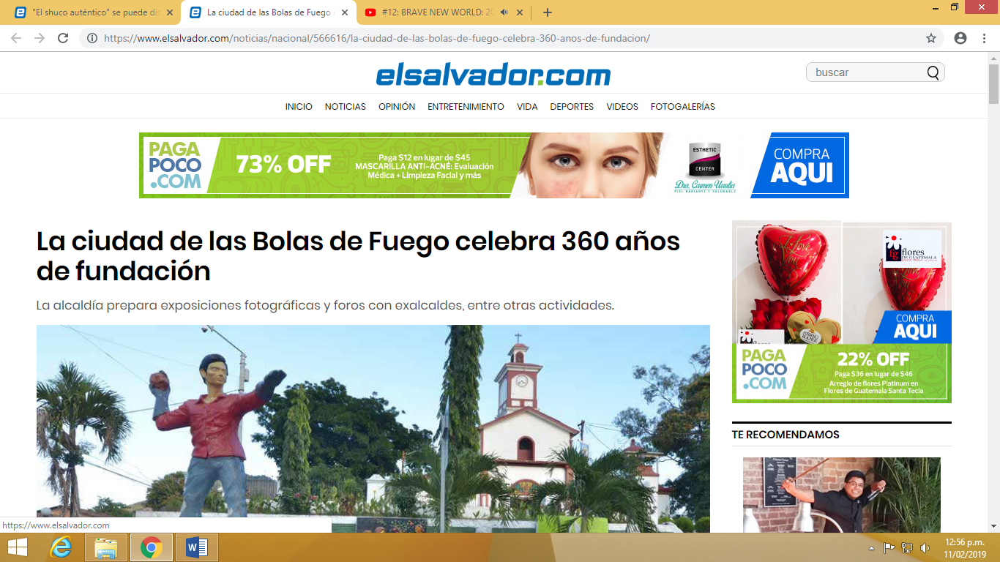 "El shuco auténtico" se puede dis
La ciudad de las Bolas de Fuego c
#12: BRAVE NEW WORLD: 20
https://www.elsalvador.com/noticias/nacional/566616/la-ciudad-de-las-bolas-de-fuego-celebra-360-anos-de-fundacion/
elsalvador.com
buscar
INICIO NOTICIAS OPINIÓN ENTRETENIMIENTO VIDA DEPORTES VIDEOS FOTOGALERÍAS
PAGA
POCO
.COM
73% OFF
Paga $12 en lugar de $45
MASCARILLA ANTI-ACNÉ: Evaluación
Médica + Limpieza Facial y más
ESTHETIC
CENTER
Dra. Carmen Urrutia
PIEL RADIANTE Y SALUDABLE
COMPRA
AQUI
La ciudad de las Bolas de Fuego celebra 360 años
de fundación
La alcaldía prepara exposiciones fotográficas y foros con exalcaldes, entre otras actividades.
I Love
You
fg flores
DE GUATEMALA
SANTA TECLA
COMPRA
AQUI
PAGA
POCO
.COM
22% OFF
Paga $36 en lugar de $46
Arreglo de flores Platinum en
Flores de Guatemala Santa Tecla
TE RECOMENDAMOS
https://www.elsalvador.com
12:56 p.m.
11/02/2019